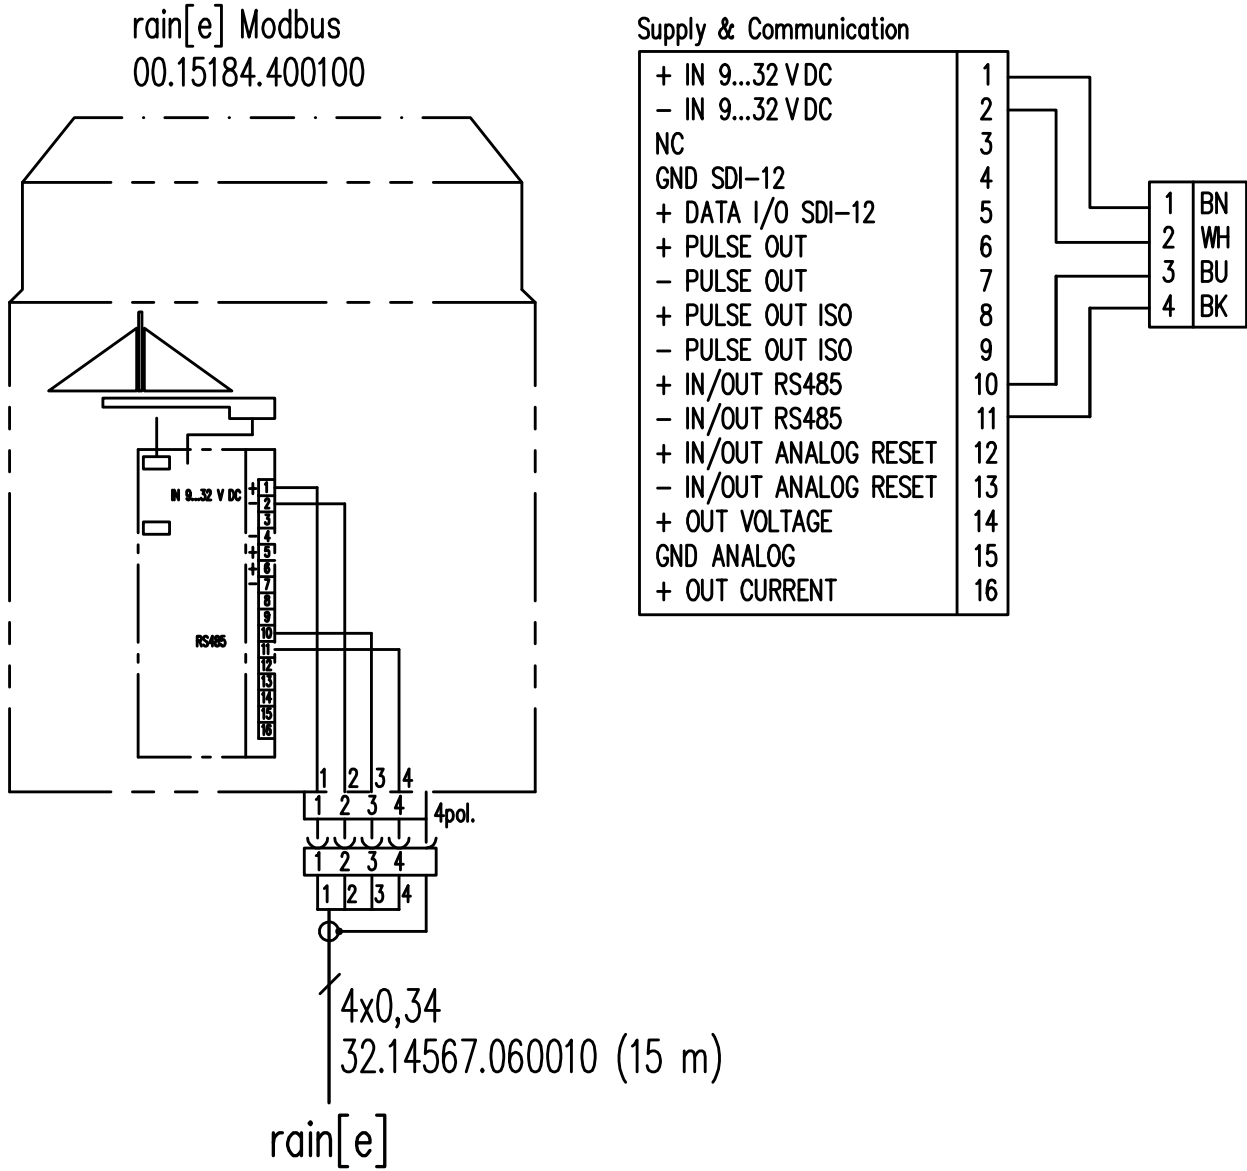 rain[e] Modbus
00.15184.400100
Supply & Communication
+ IN 9...32 V DC 1
− IN 9...32 V DC 2
NC 3
GND SDI−12 4
+ DATA I/O SDI−12 5
+ PULSE OUT 6
− PULSE OUT 7
+ PULSE OUT ISO 8
− PULSE OUT ISO 9
+ IN/OUT RS485 10
− IN/OUT RS485 11
+ IN/OUT ANALOG RESET 12
− IN/OUT ANALOG RESET 13
+ OUT VOLTAGE 14
GND ANALOG 15
+ OUT CURRENT 16
1 BN
2 WH
3 BU
4 BK
IN 9...32 V DC + 1
− 2
3
− 4
+ 5
+ 6
− 7
8
9
RS485 10
11
12
13
14
15
16
1 2 3 4
1 2 3 4 4pol.
1 2 3 4
1 2 3 4
4x0,34
32.14567.060010 (15 m)
rain[e]